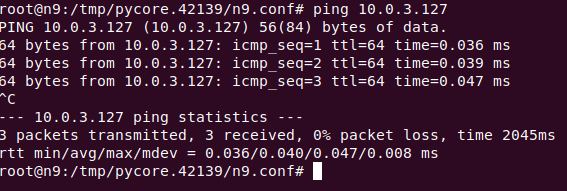 root@n9:/tmp/pycore.42139/n9.conf# ping 10.0.3.127
PING 10.0.3.127 (10.0.3.127) 56(84) bytes of data.
64 bytes from 10.0.3.127: icmp_seq=1 ttl=64 time=0.036 ms
64 bytes from 10.0.3.127: icmp_seq=2 ttl=64 time=0.039 ms
64 bytes from 10.0.3.127: icmp_seq=3 ttl=64 time=0.047 ms
^C
--- 10.0.3.127 ping statistics ---
3 packets transmitted, 3 received, 0% packet loss, time 2045ms
rtt min/avg/max/mdev = 0.036/0.040/0.047/0.008 ms
root@n9:/tmp/pycore.42139/n9.conf#